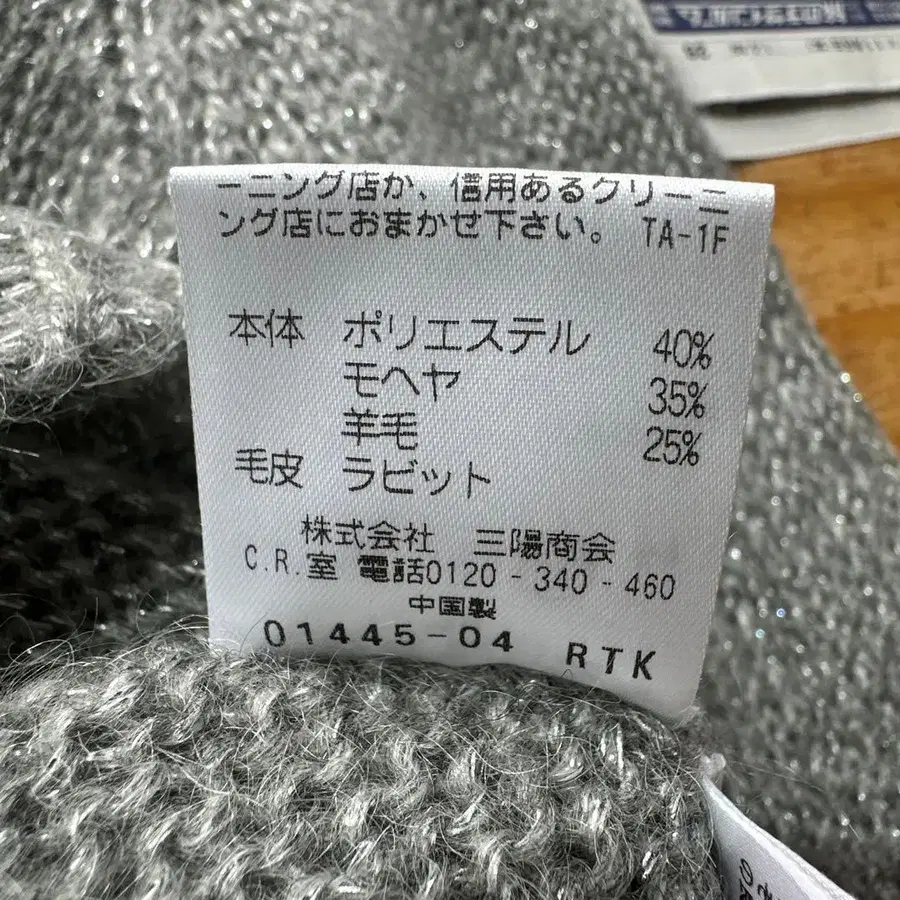 ーニング店か、信用あるクリーニ
ング店におまかせ下さい。 TA-1F
本体 ポリエステル 40%
モヘヤ 35%
羊毛 25%
毛皮 ラビット
株式会社 三陽商会
C.R.室 電話0120-340-460
中国製
01445-04 RTK